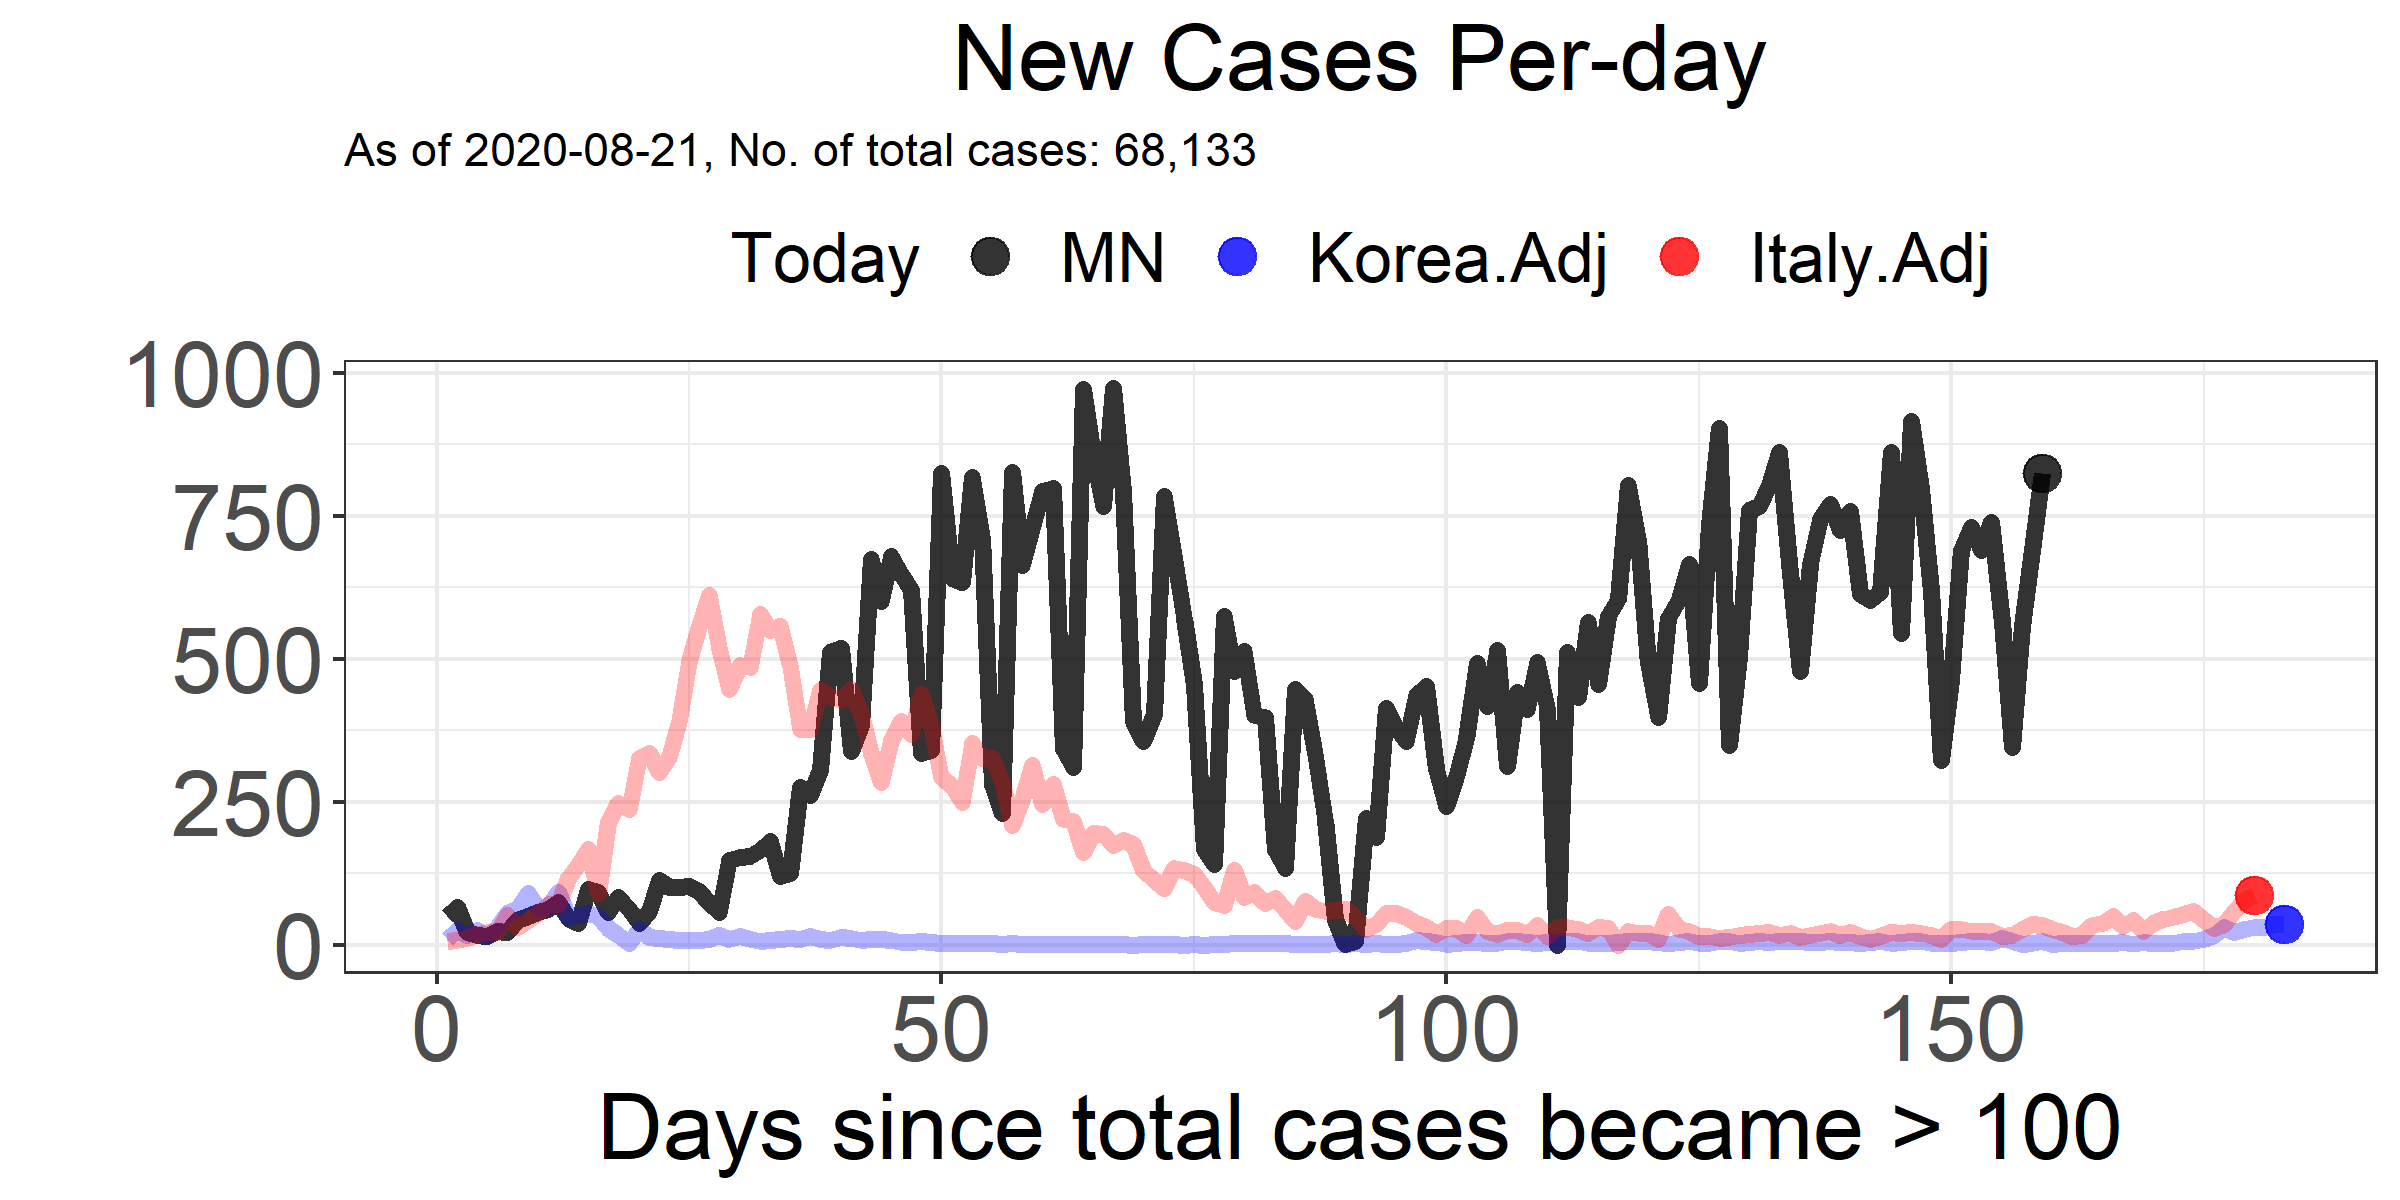 New Cases Per-day
As of 2020-08-21, No. of total cases: 68,133
Today MN Korea.Adj Italy.Adj
1000
750
500
250
0
0 50 100 150
Days since total cases became > 100